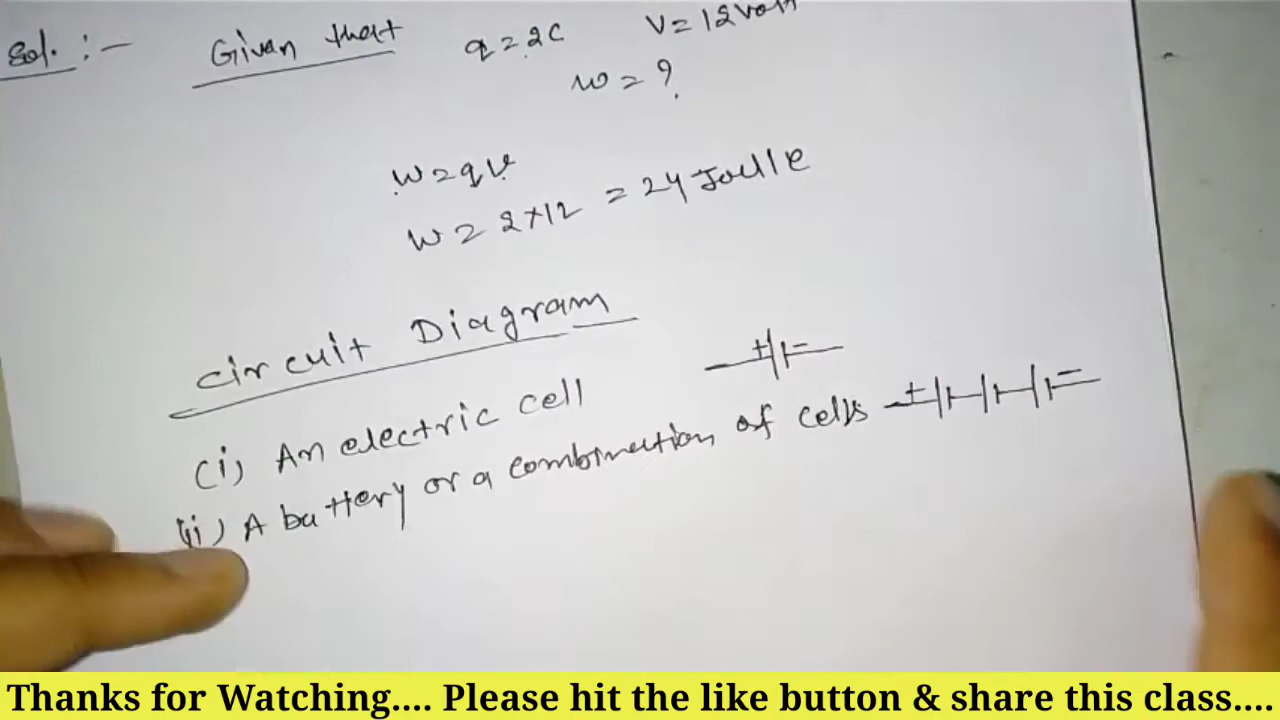 Sol. :- Given that q = 2C V = 12 Volt
w = ?
w = qv
w = 2×12 = 24 Joule
Circuit Diagram
(i) An electric cell
(ii) A battery or a combination of cells
Thanks for Watching.... Please hit the like button & share this class....